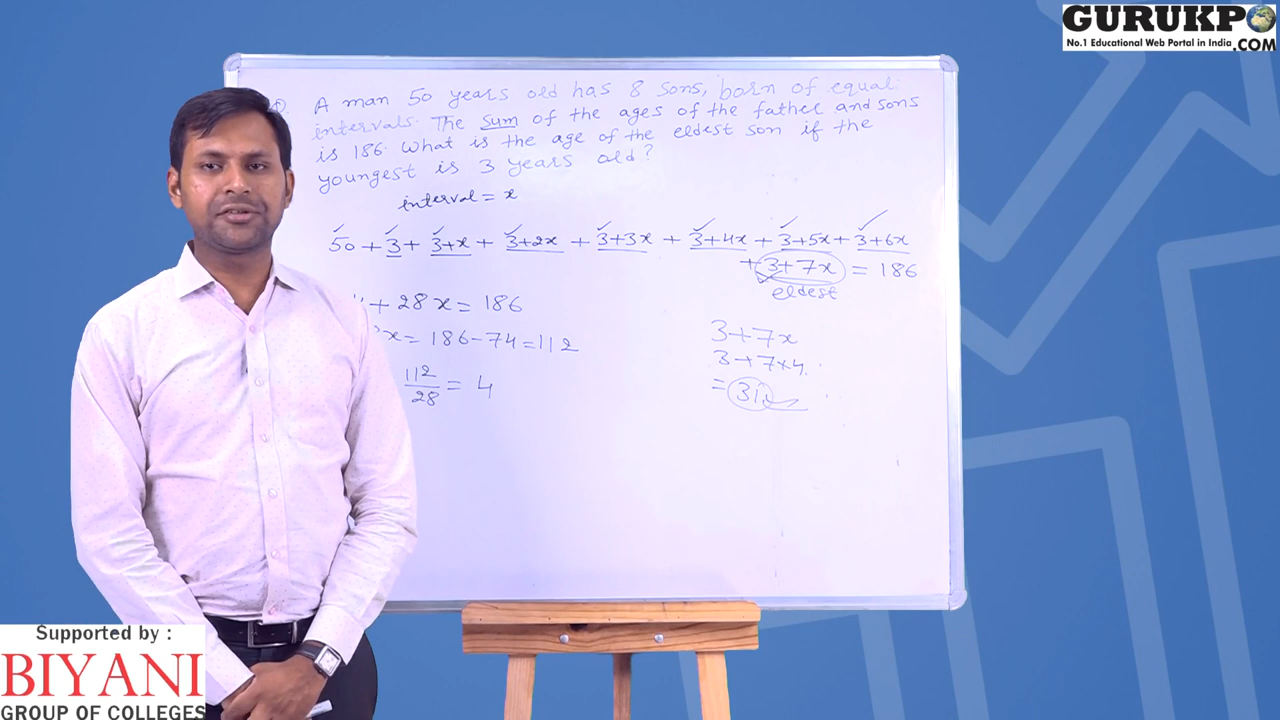 GURUKPO
No.1 Educational Web Portal in India .COM
A man 50 years old has 8 sons, born of equal
intervals. The sum of the ages of the father and sons
is 186. What is the age of the eldest son if the
youngest is 3 years old?
interval = x
50 + 3 + 3+x + 3+2x + 3+3x + 3+4x + 3+5x + 3+6x
+ 3+7x = 186
eldest
+ 28x = 186
x = 186-74 = 112
112/28 = 4
3+7x
3+7×4
= 31
Supported by :
BIYANI
GROUP OF COLLEGES